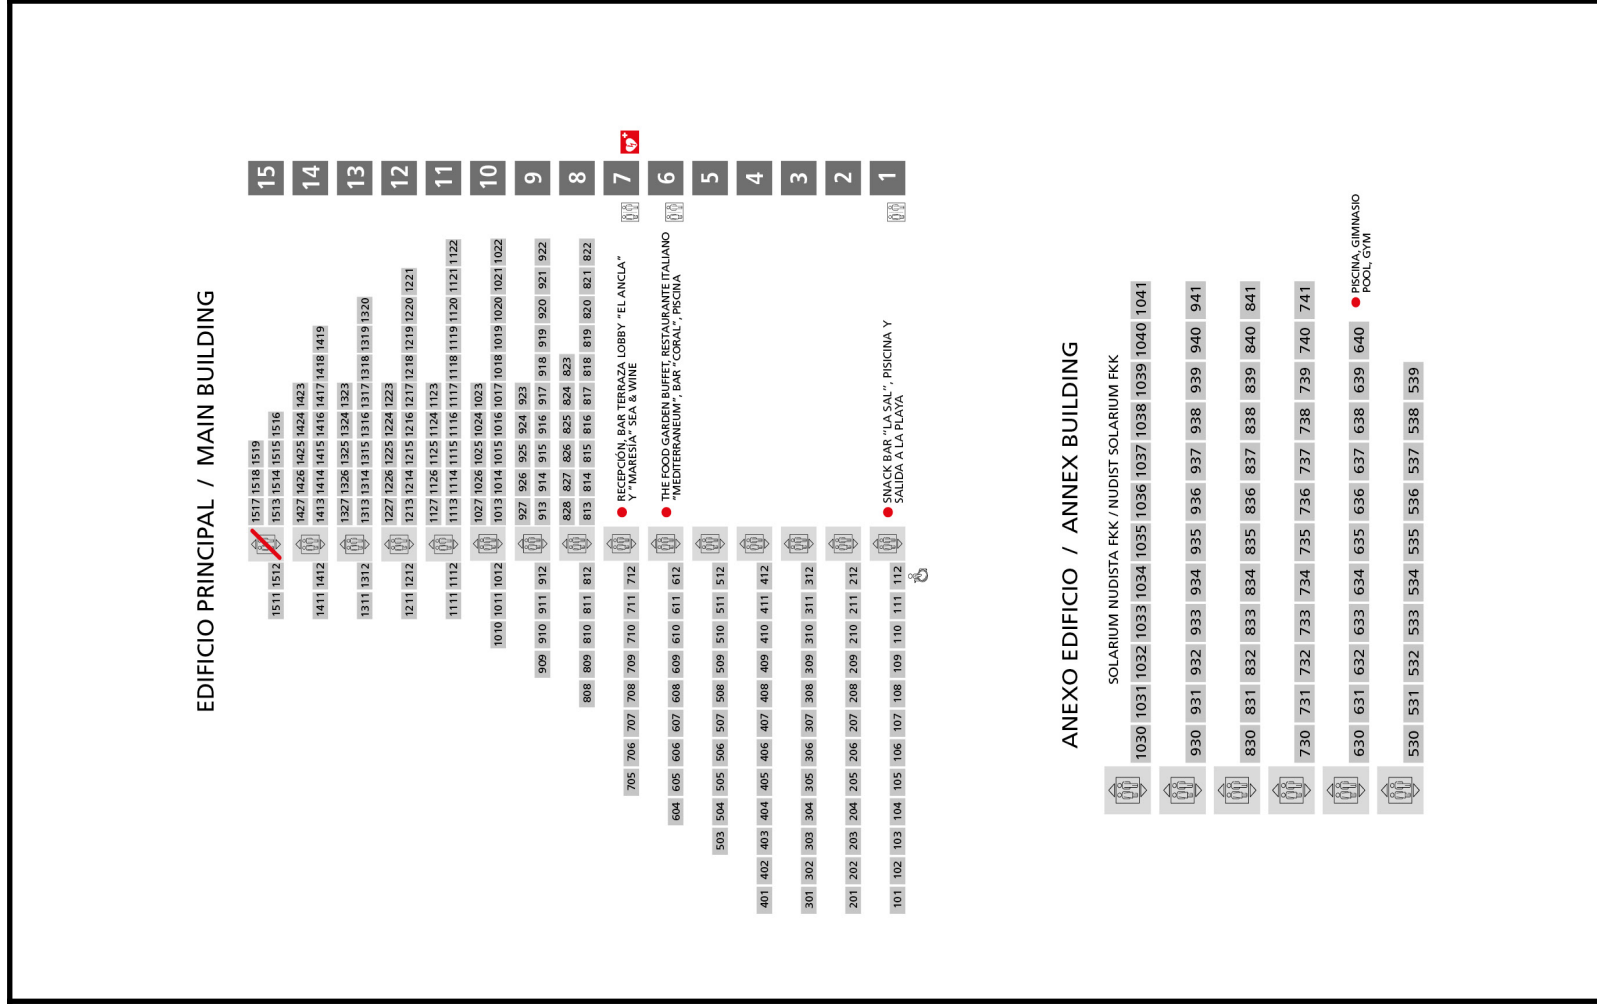 EDIFICIO PRINCIPAL / MAIN BUILDING
1517 1518 1519
1511 1512 1513 1514 1515 1516
15
1427 1426 1425 1424 1423
1411 1412 1413 1414 1415 1416 1417 1418 1419
14
1327 1326 1325 1324 1323
1311 1312 1313 1314 1315 1316 1317 1318 1319 1320
13
1227 1226 1225 1224 1223
1211 1212 1213 1214 1215 1216 1217 1218 1219 1220 1221
12
1127 1126 1125 1124 1123
1111 1112 1113 1114 1115 1116 1117 1118 1119 1120 1121 1122
11
1027 1026 1025 1024 1023
1010 1011 1012 1013 1014 1015 1016 1017 1018 1019 1020 1021 1022
10
927 926 925 924 923
909 910 911 912 913 914 915 916 917 918 919 920 921 922
9
828 827 826 825 824 823
808 809 810 811 812 813 814 815 816 817 818 819 820 821 822
8
RECEPCIÓN, BAR TERRAZA LOBBY "EL ANCLA"
Y "MARESÍA" SEA & WINE
705 706 707 708 709 710 711 712
7
THE FOOD GARDEN BUFFET, RESTAURANTE ITALIANO
"MEDITERRANEUM", BAR "CORAL", PISCINA
604 605 606 607 608 609 610 611 612
6
503 504 505 506 507 508 509 510 511 512
5
401 402 403 404 405 406 407 408 409 410 411 412
4
301 302 303 304 305 306 307 308 309 310 311 312
3
201 202 203 204 205 206 207 208 209 210 211 212
2
SNACK BAR "LA SAL", PISICINA Y
SALIDA A LA PLAYA
101 102 103 104 105 106 107 108 109 110 111 112
1
ANEXO EDIFICIO / ANNEX BUILDING
SOLARIUM NUDISTA FKK / NUDIST SOLARIUM FKK
1030 1031 1032 1033 1034 1035 1036 1037 1038 1039 1040 1041
930 931 932 933 934 935 936 937 938 939 940 941
830 831 832 833 834 835 836 837 838 839 840 841
730 731 732 733 734 735 736 737 738 739 740 741
630 631 632 633 634 635 636 637 638 639 640
PISCINA, GIMNASIO
POOL, GYM
530 531 532 533 534 535 536 537 538 539